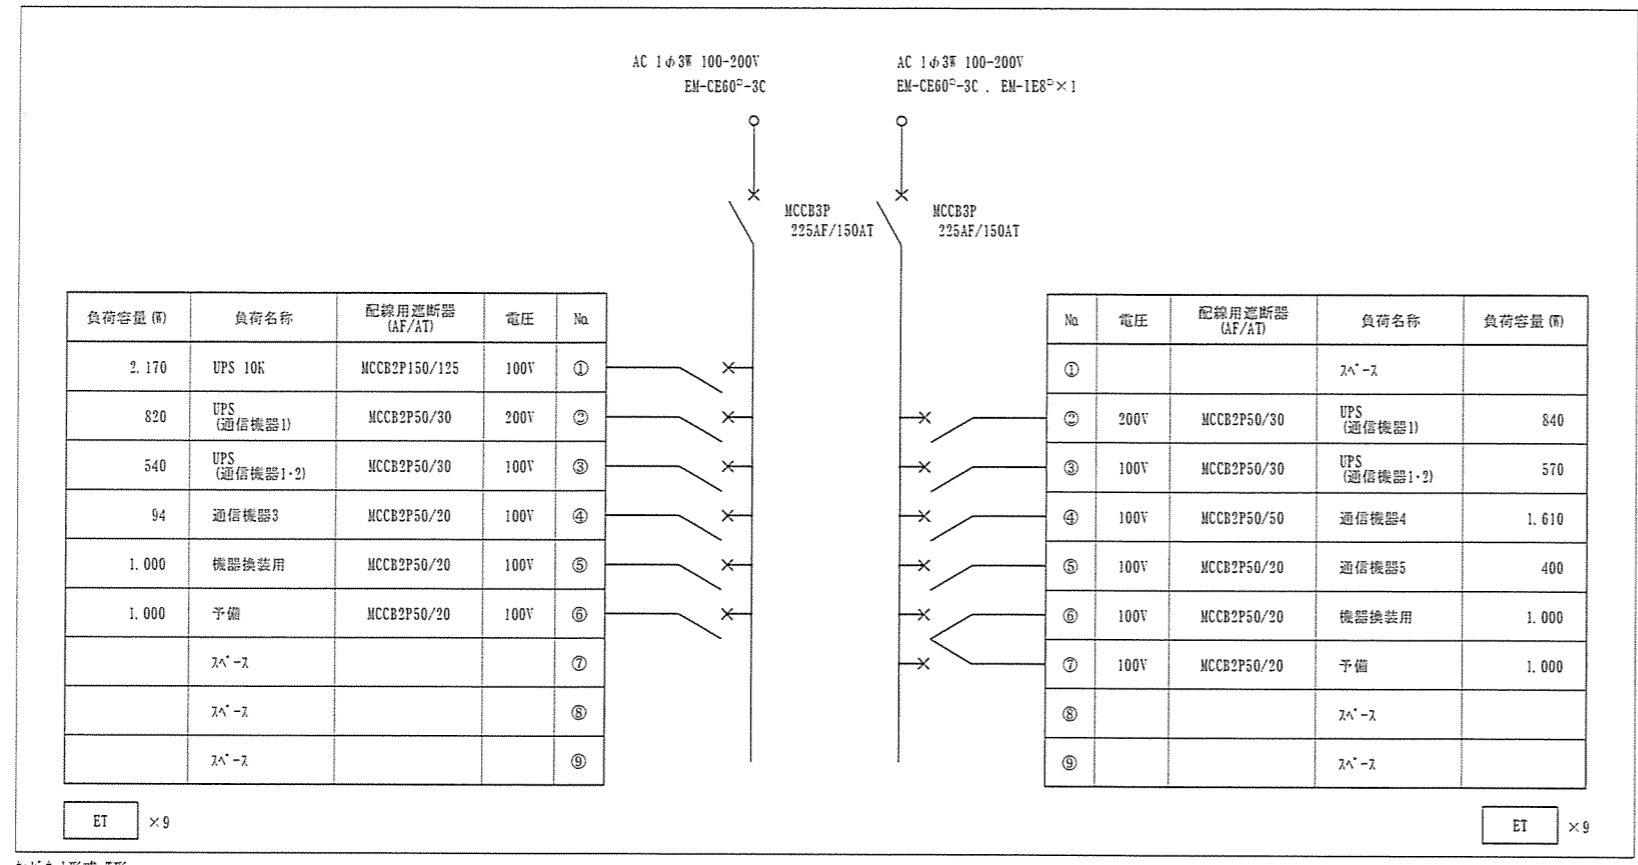 AC 1φ3W 100-200V
EM-CE60□-3C
AC 1φ3W 100-200V
EM-CE60□-3C . EM-IE8□×1
MCCB3P
225AF/150AT
MCCB3P
225AF/150AT
負荷容量(W) 負荷名称 配線用遮断器(AF/AT) 電圧 No.
2.170 UPS 10K MCCB2P150/125 100V ①
820 UPS (通信機器1) MCCB2P50/30 200V ②
540 UPS (通信機器1・2) MCCB2P50/30 100V ③
94 通信機器3 MCCB2P50/20 100V ④
1.000 機器換装用 MCCB2P50/20 100V ⑤
1.000 予備 MCCB2P50/20 100V ⑥
スペース ⑦
スペース ⑧
スペース ⑨
ET ×9
No. 電圧 配線用遮断器(AF/AT) 負荷名称 負荷容量(W)
① スペース
② 200V MCCB2P50/30 UPS (通信機器1) 840
③ 100V MCCB2P50/30 UPS (通信機器1・2) 570
④ 100V MCCB2P50/50 通信機器4 1.610
⑤ 100V MCCB2P50/20 通信機器5 400
⑥ 100V MCCB2P50/20 機器換装用 1.000
⑦ 100V MCCB2P50/20 予備 1.000
⑧ スペース
⑨ スペース
ET ×9